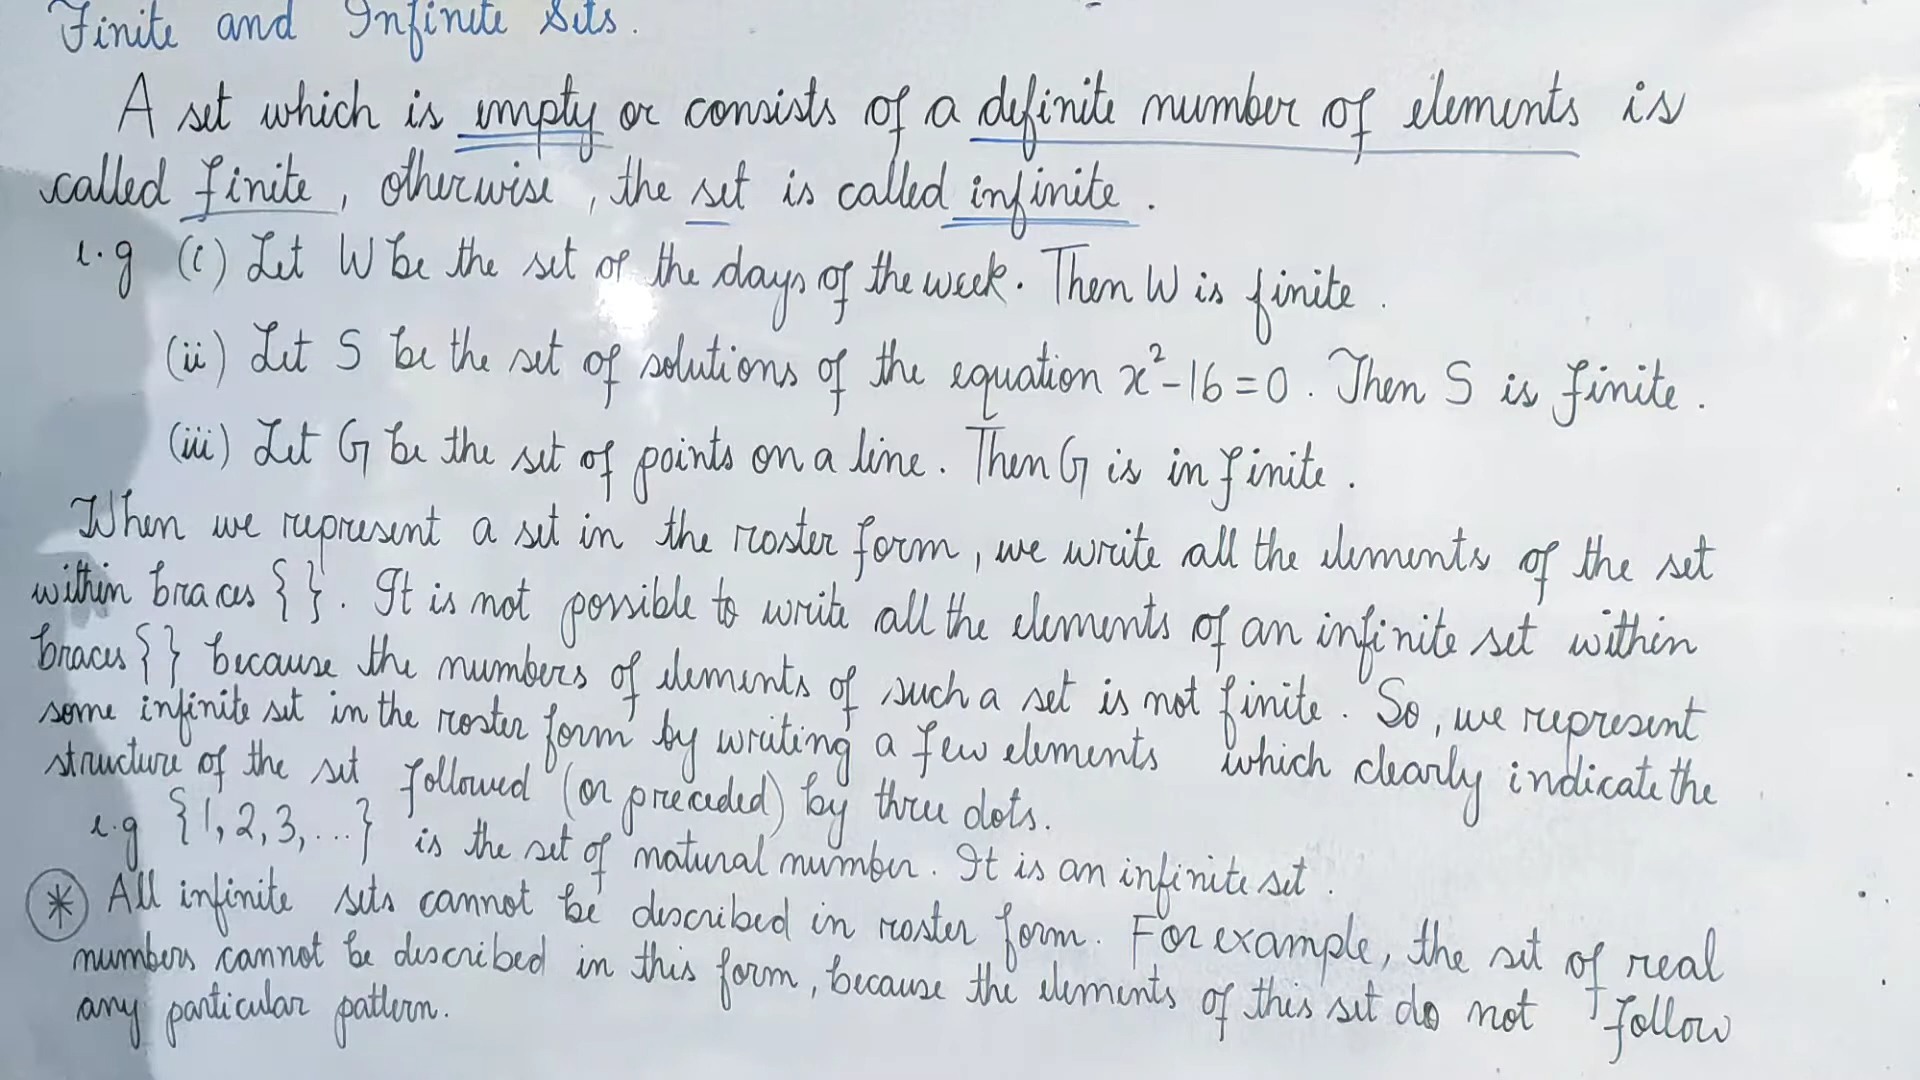 Finite and Infinite Sets.
A set which is empty or consists of a definite number of elements is
called finite, otherwise, the set is called infinite.
e.g (i) Let W be the set of the days of the week. Then W is finite.
(ii) Let S be the set of solutions of the equation x²-16=0. Then S is finite.
(iii) Let G be the set of points on a line. Then G is infinite.
When we represent a set in the roster form, we write all the elements of the set
within braces { }. It is not possible to write all the elements of an infinite set within
braces { } because the numbers of elements of such a set is not finite. So, we represent
some infinite set in the roster form by writing a few elements which clearly indicate the
structure of the set followed (or preceded) by three dots.
e.g {1, 2, 3, ...} is the set of natural number. It is an infinite set.
* All infinite sets cannot be described in roster form. For example, the set of real
numbers cannot be described in this form, because the elements of this set do not follow
any particular pattern.